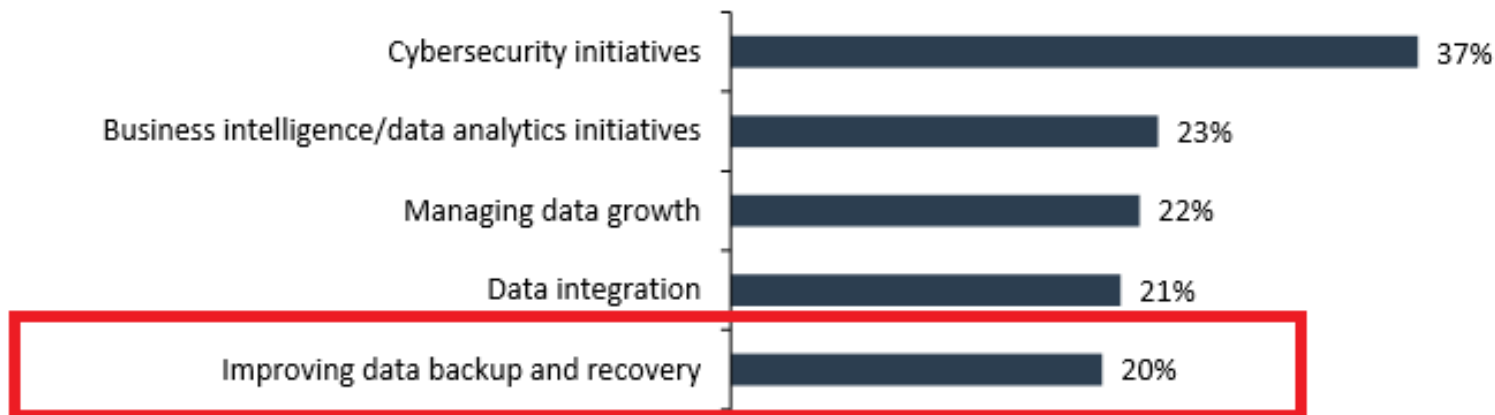 Cybersecurity initiatives 37%
Business intelligence/data analytics initiatives 23%
Managing data growth 22%
Data integration 21%
Improving data backup and recovery 20%